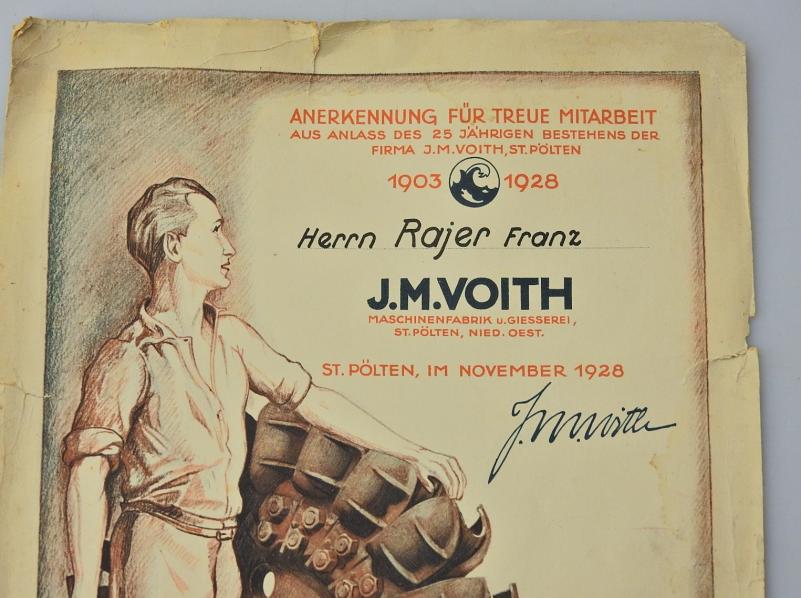 ANERKENNUNG FÜR TREUE MITARBEIT
AUS ANLASS DES 25 JÄHRIGEN BESTEHENS DER
FIRMA J.M.VOITH, ST.PÖLTEN
1903 1928
Herrn Rajer Franz
J.M.VOITH
MASCHINENFABRIK U. GIESSEREI,
ST.PÖLTEN, NIED. OEST.
ST. PÖLTEN, IM NOVEMBER 1928
J.M.Voith